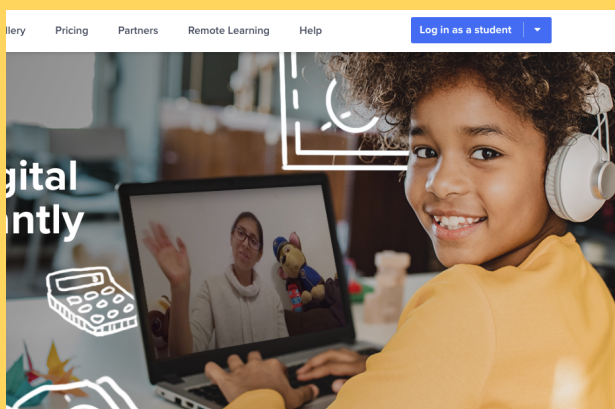 llery Pricing Partners Remote Learning Help Log in as a student
gital
ntly